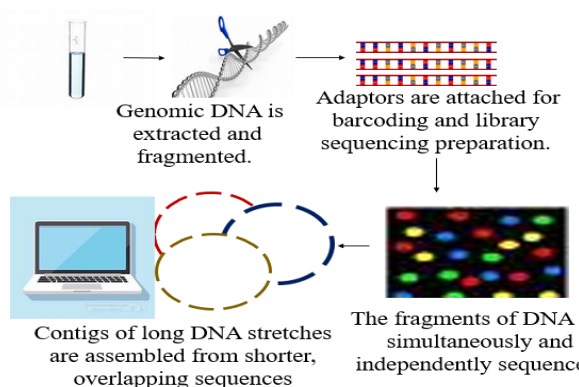 Genomic DNA is
extracted and
fragmented.
Adaptors are attached for
barcoding and library
sequencing preparation.
The fragments of DNA
simultaneously and
independently sequenc
Contigs of long DNA stretches
are assembled from shorter,
overlapping sequences